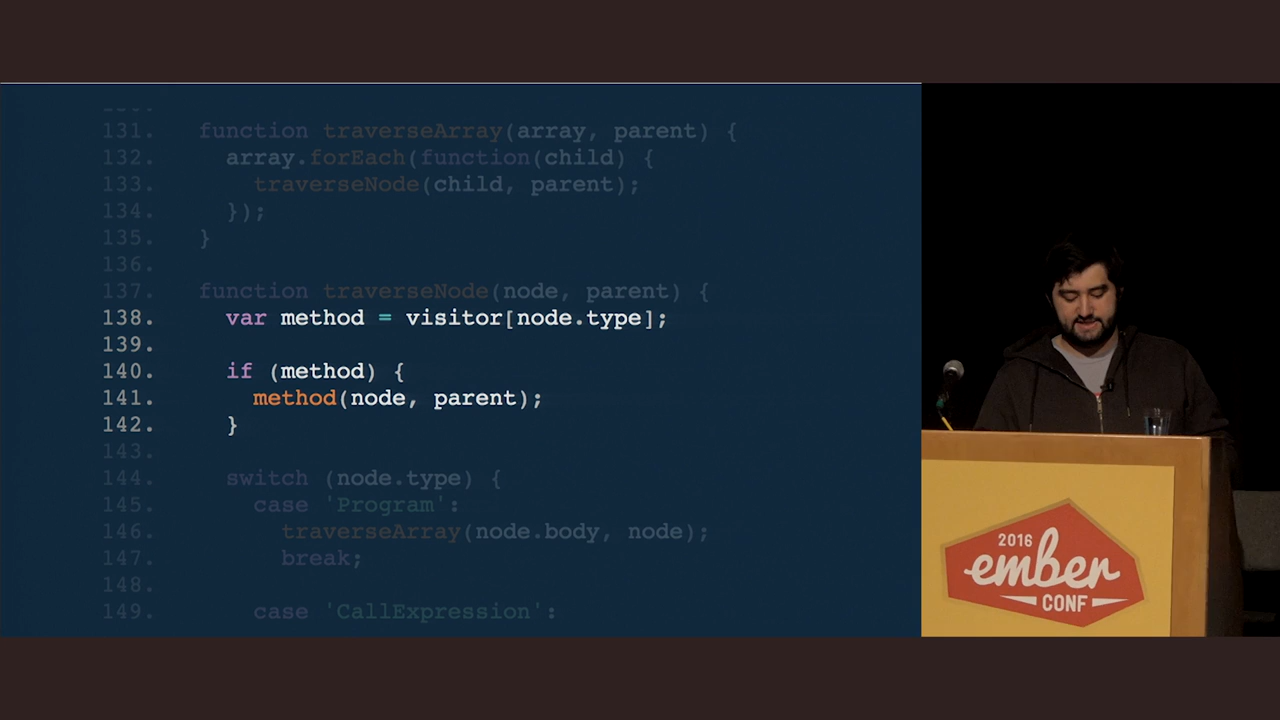 131.   function traverseArray(array, parent) {
132.     array.forEach(function(child) {
133.       traverseNode(child, parent);
134.     });
135.   }
136.
137.   function traverseNode(node, parent) {
138.     var method = visitor[node.type];
139.
140.     if (method) {
141.       method(node, parent);
142.     }
143.
144.     switch (node.type) {
145.       case 'Program':
146.         traverseArray(node.body, node);
147.         break;
148.
149.       case 'CallExpression':
2016
ember
CONF